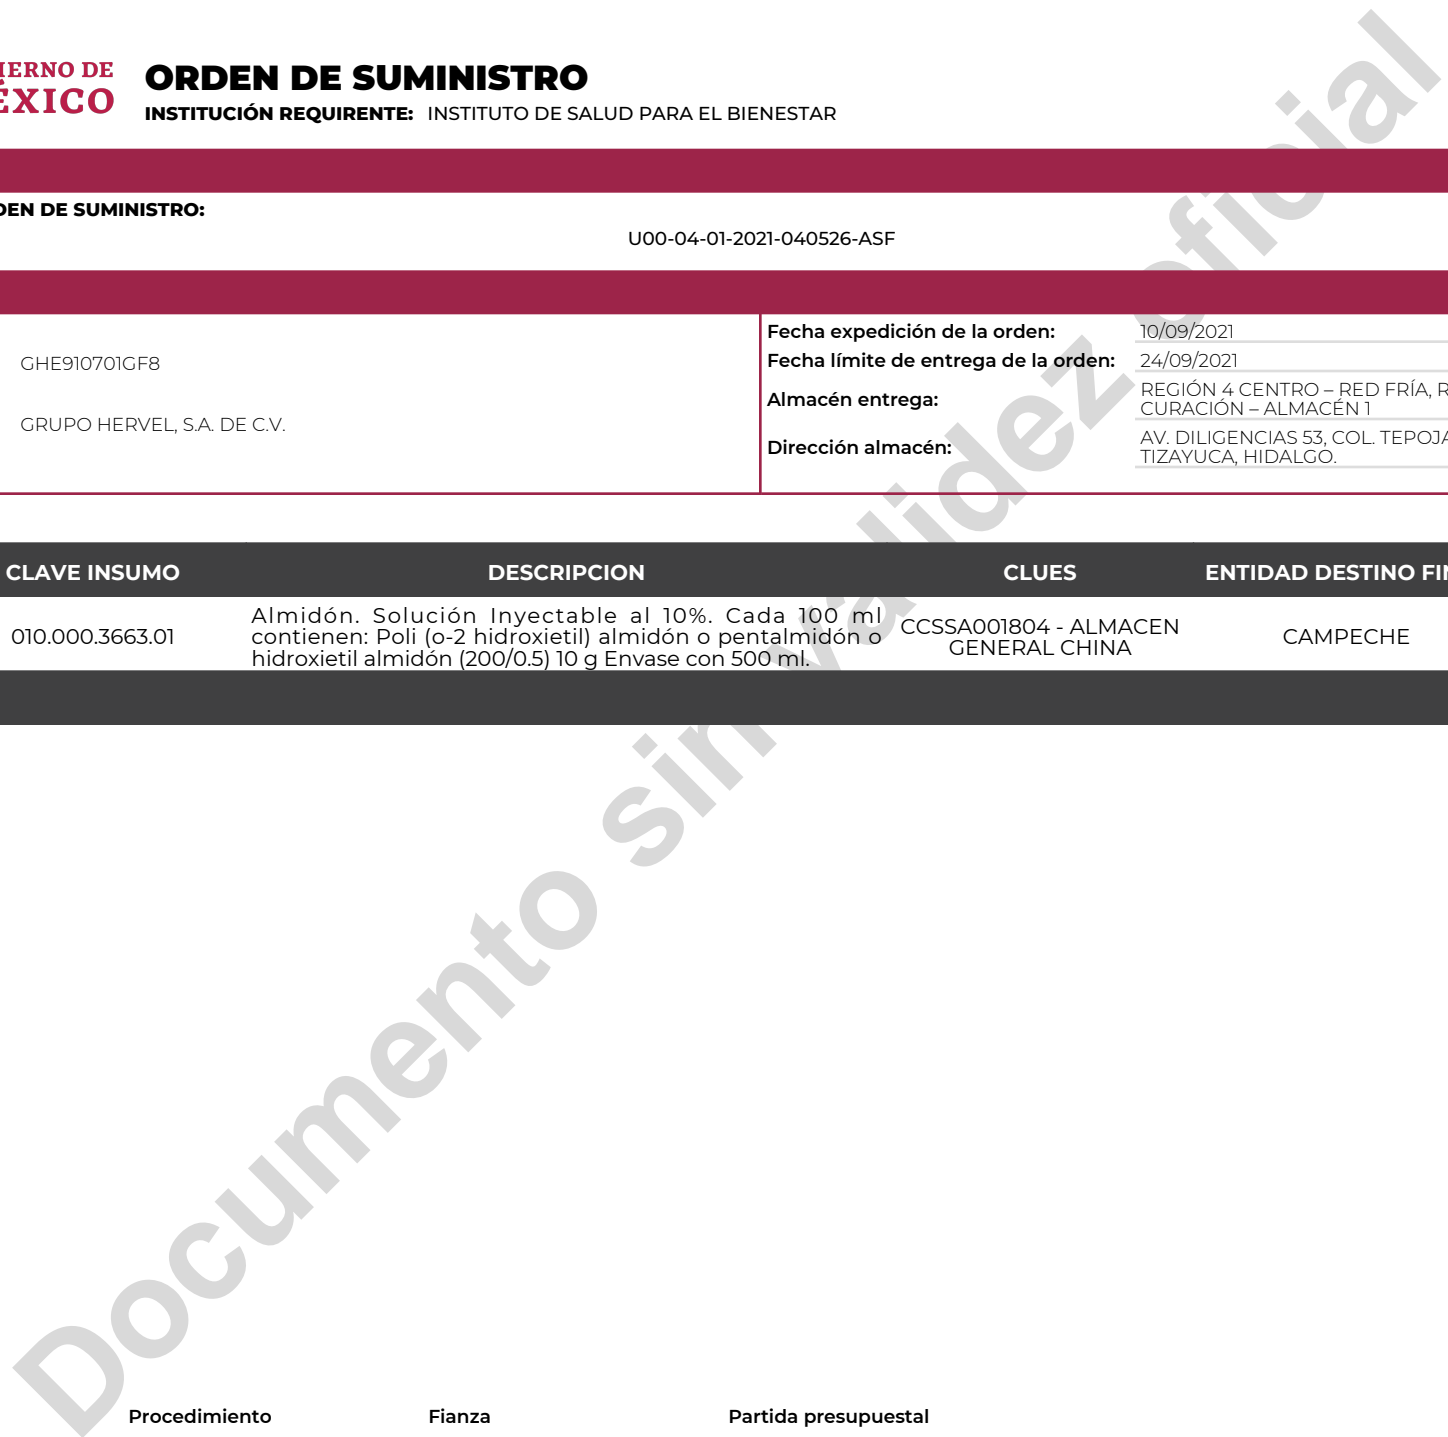 IERNO DE
ÉXICO
ORDEN DE SUMINISTRO
INSTITUCIÓN REQUIRENTE: INSTITUTO DE SALUD PARA EL BIENESTAR
DEN DE SUMINISTRO:
U00-04-01-2021-040526-ASF
GHE910701GF8
GRUPO HERVEL, S.A. DE C.V.
Fecha expedición de la orden: 10/09/2021
Fecha límite de entrega de la orden: 24/09/2021
Almacén entrega: REGIÓN 4 CENTRO – RED FRÍA, R
CURACIÓN – ALMACÉN 1
Dirección almacén: AV. DILIGENCIAS 53, COL. TEPOJA
TIZAYUCA, HIDALGO.
CLAVE INSUMO DESCRIPCION CLUES ENTIDAD DESTINO FIN
010.000.3663.01
Almidón. Solución Inyectable al 10%. Cada 100 ml
contienen: Poli (o-2 hidroxietil) almidón o pentalmidón o
hidroxietil almidón (200/0.5) 10 g Envase con 500 ml.
CCSSA001804 - ALMACEN
GENERAL CHINA
CAMPECHE
Documento sin validez oficial
Procedimiento Fianza Partida presupuestal